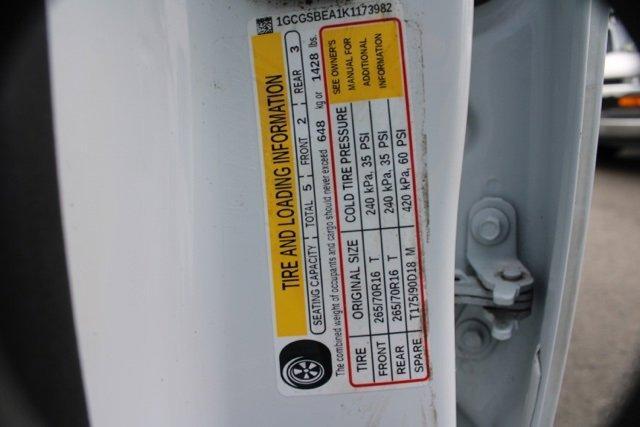 1GCGSBEA1K1173982
TIRE AND LOADING INFORMATION
SEATING CAPACITY TOTAL 5 FRONT 2 REAR 3
The combined weight of occupants and cargo should never exceed 648 kg or 1428 lbs.
TIRE ORIGINAL SIZE COLD TIRE PRESSURE
FRONT 265/70R16 T 240 kPa, 35 PSI
REAR 265/70R16 T 240 kPa, 35 PSI
SPARE T175/90D18 M 420 kPa, 60 PSI
SEE OWNER'S
MANUAL FOR
ADDITIONAL
INFORMATION